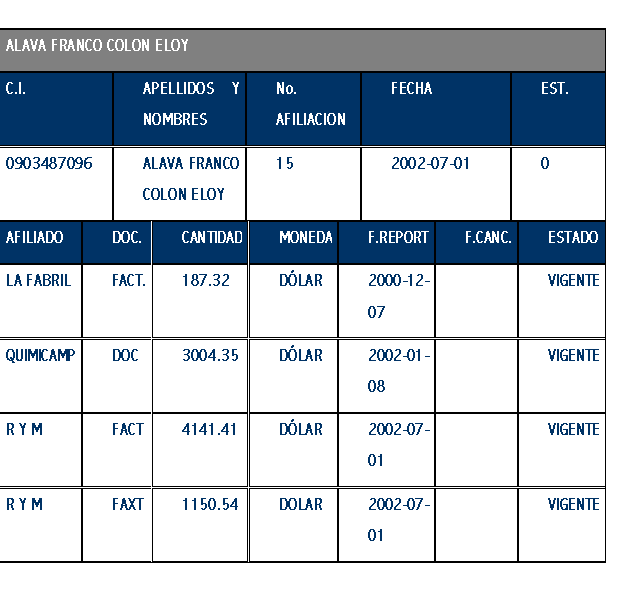 ALAVA FRANCO COLON ELOY
C.I. APELLIDOS Y No. FECHA EST.
NOMBRES AFILIACION
0903487096 ALAVA FRANCO 15 2002-07-01 0
COLON ELOY
AFILIADO DOC. CANTIDAD MONEDA F.REPORT F.CANC. ESTADO
LA FABRIL FACT. 187.32 DÓLAR 2000-12- VIGENTE
07
QUIMICAMP DOC 3004.35 DÓLAR 2002-01- VIGENTE
08
R Y M FACT 4141.41 DÓLAR 2002-07- VIGENTE
01
R Y M FAXT 1150.54 DOLAR 2002-07- VIGENTE
01